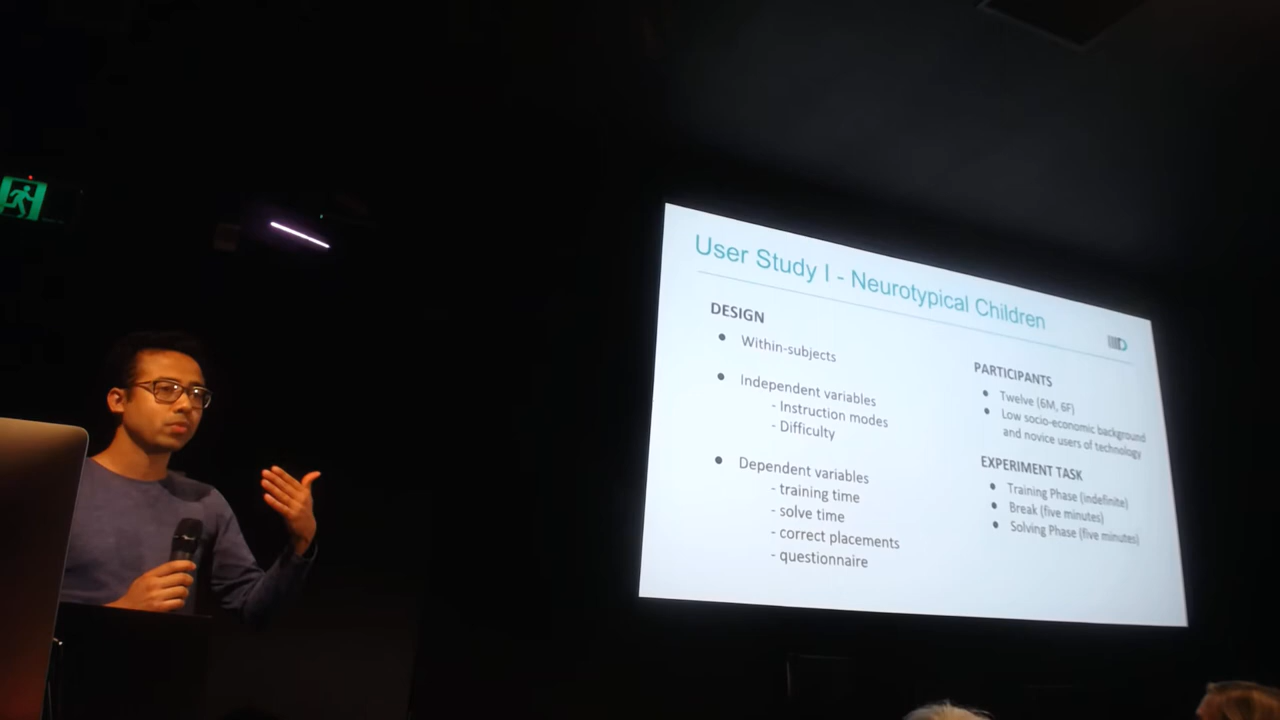 User Study I - Neurotypical Children
DESIGN
● Within-subjects
● Independent variables
- Instruction modes
- Difficulty
● Dependent variables
- training time
- solve time
- correct placements
- questionnaire
PARTICIPANTS
● Twelve (6M, 6F)
● Low socio-economic background
and novice users of technology
EXPERIMENT TASK
● Training Phase (indefinite)
● Break (five minutes)
● Solving Phase (five minutes)